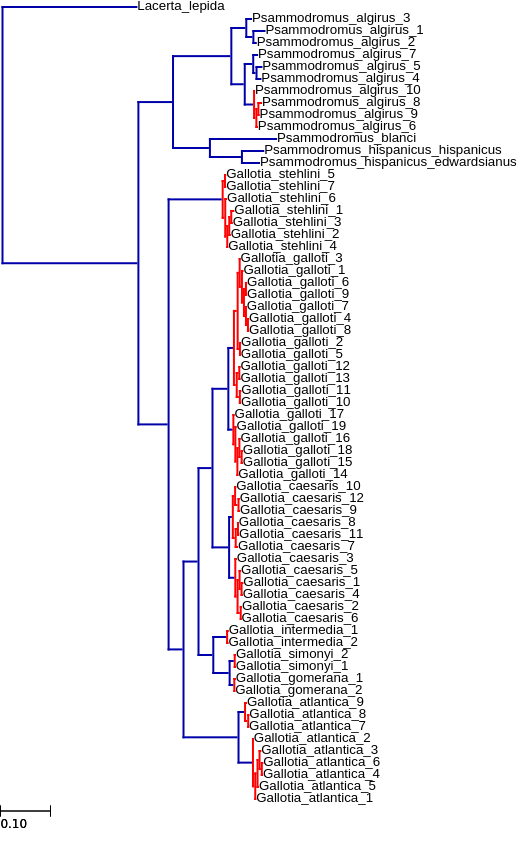 Lacerta_lepida
Psammodromus_algirus_3
Psammodromus_algirus_1
Psammodromus_algirus_2
Psammodromus_algirus_7
Psammodromus_algirus_5
Psammodromus_algirus_4
Psammodromus_algirus_10
Psammodromus_algirus_8
Psammodromus_algirus_9
Psammodromus_algirus_6
Psammodromus_blanci
Psammodromus_hispanicus_hispanicus
Psammodromus_hispanicus_edwardsianus
Gallotia_stehlini_5
Gallotia_stehlini_7
Gallotia_stehlini_6
Gallotia_stehlini_1
Gallotia_stehlini_3
Gallotia_stehlini_2
Gallotia_stehlini_4
Gallotia_galloti_3
Gallotia_galloti_1
Gallotia_galloti_6
Gallotia_galloti_9
Gallotia_galloti_7
Gallotia_galloti_4
Gallotia_galloti_8
Gallotia_galloti_2
Gallotia_galloti_5
Gallotia_galloti_12
Gallotia_galloti_13
Gallotia_galloti_11
Gallotia_galloti_10
Gallotia_galloti_17
Gallotia_galloti_19
Gallotia_galloti_16
Gallotia_galloti_18
Gallotia_galloti_15
Gallotia_galloti_14
Gallotia_caesaris_10
Gallotia_caesaris_12
Gallotia_caesaris_9
Gallotia_caesaris_8
Gallotia_caesaris_11
Gallotia_caesaris_7
Gallotia_caesaris_3
Gallotia_caesaris_5
Gallotia_caesaris_1
Gallotia_caesaris_4
Gallotia_caesaris_2
Gallotia_caesaris_6
Gallotia_intermedia_1
Gallotia_intermedia_2
Gallotia_simonyi_2
Gallotia_simonyi_1
Gallotia_gomerana_1
Gallotia_gomerana_2
Gallotia_atlantica_9
Gallotia_atlantica_8
Gallotia_atlantica_7
Gallotia_atlantica_2
Gallotia_atlantica_3
Gallotia_atlantica_6
Gallotia_atlantica_4
Gallotia_atlantica_5
Gallotia_atlantica_1
0.10